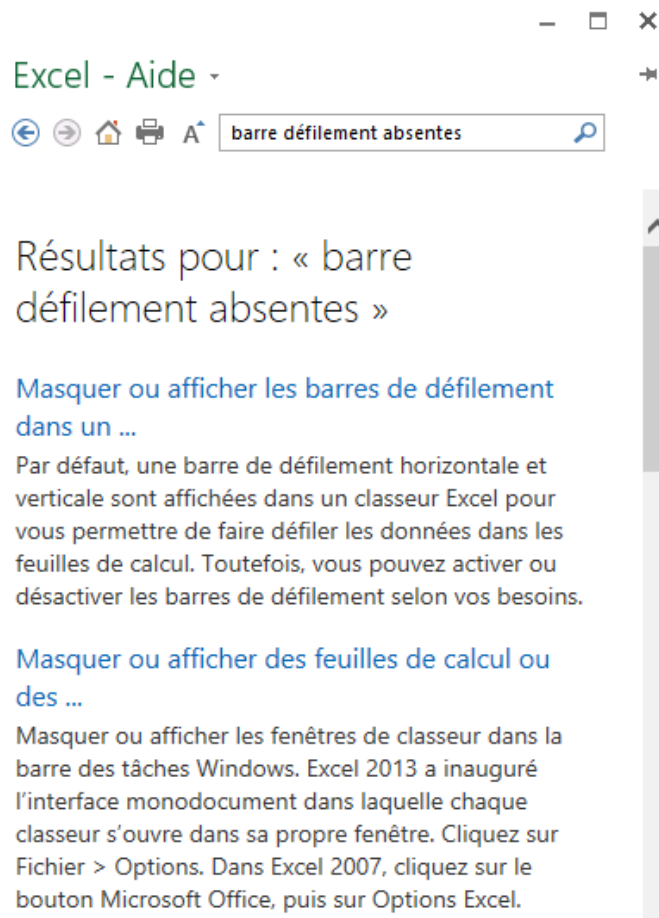 Excel - Aide
barre défilement absentes
Résultats pour : « barre
défilement absentes »
Masquer ou afficher les barres de défilement
dans un ...
Par défaut, une barre de défilement horizontale et
verticale sont affichées dans un classeur Excel pour
vous permettre de faire défiler les données dans les
feuilles de calcul. Toutefois, vous pouvez activer ou
désactiver les barres de défilement selon vos besoins.
Masquer ou afficher des feuilles de calcul ou
des ...
Masquer ou afficher les fenêtres de classeur dans la
barre des tâches Windows. Excel 2013 a inauguré
l’interface monodocument dans laquelle chaque
classeur s’ouvre dans sa propre fenêtre. Cliquez sur
Fichier > Options. Dans Excel 2007, cliquez sur le
bouton Microsoft Office, puis sur Options Excel.